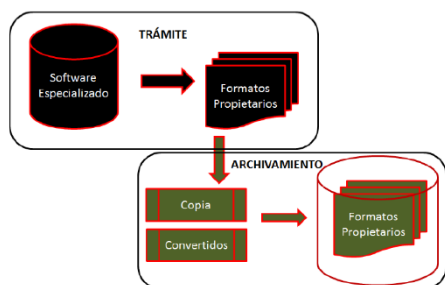 TRÁMITE
Software
Especializado
Formatos
Propietarios
ARCHIVAMIENTO
Copia
Convertidos
Formatos
Propietarios